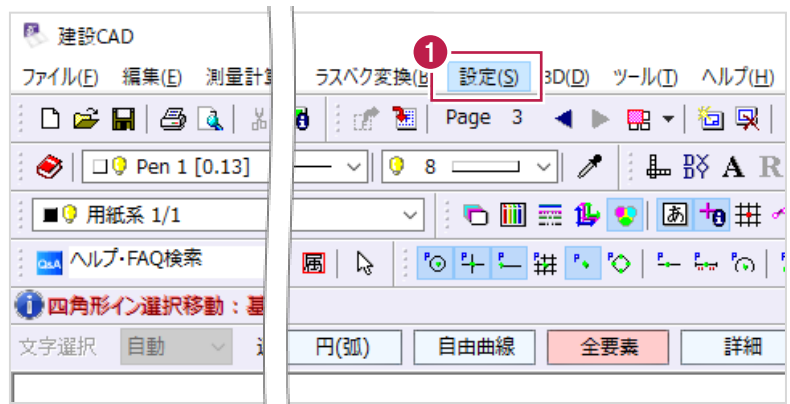 建設CAD
1
ファイル(F) 編集(E) 測量計算 ラスベク変換(B 設定(S) 3D(D) ツール(T) ヘルプ(H)
Page 3
Pen 1 [0.13] 8 A R
用紙系 1/1 あ
Q&A ヘルプ・FAQ検索 属
四角形イン選択移動：基
文字選択 自動 円(弧) 自由曲線 全要素 詳細